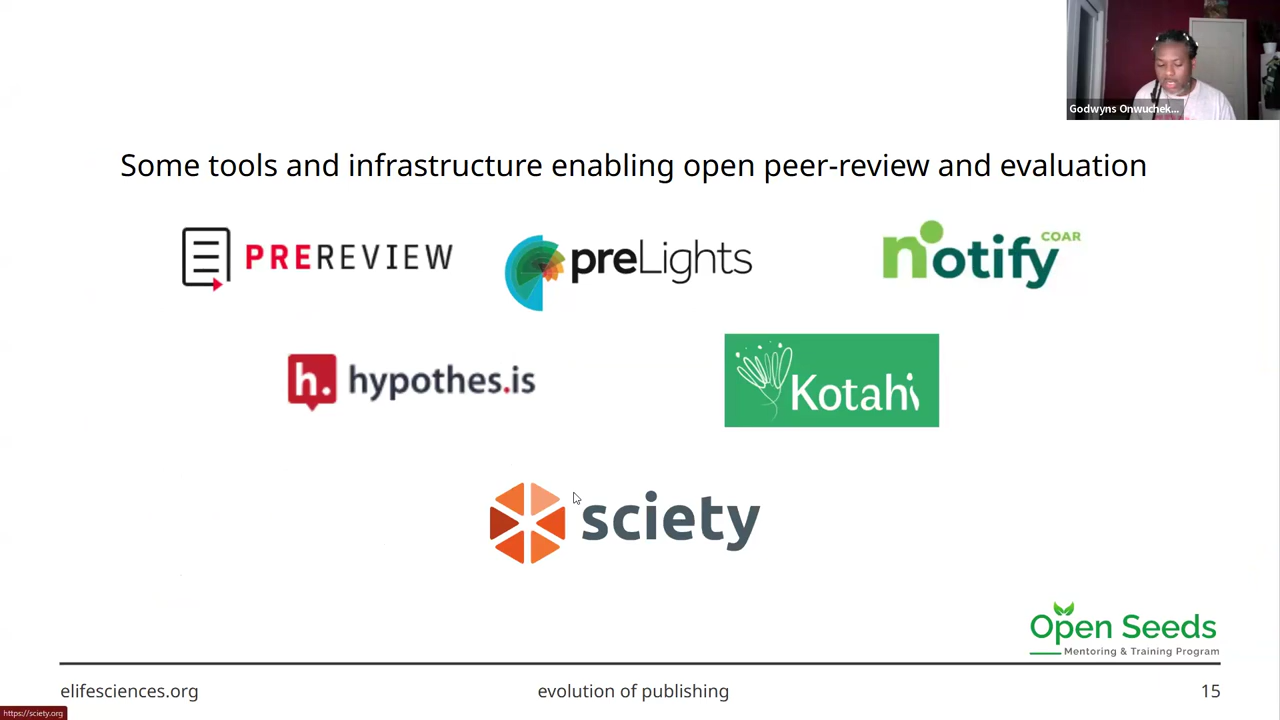 Godwyns Onwuchek...
Some tools and infrastructure enabling open peer-review and evaluation
PREREVIEW
preLights
notify COAR
h. hypothes.is
Kotahi
sciety
Open Seeds
Mentoring & Training Program
elifesciences.org
evolution of publishing
15
https://sciety.org